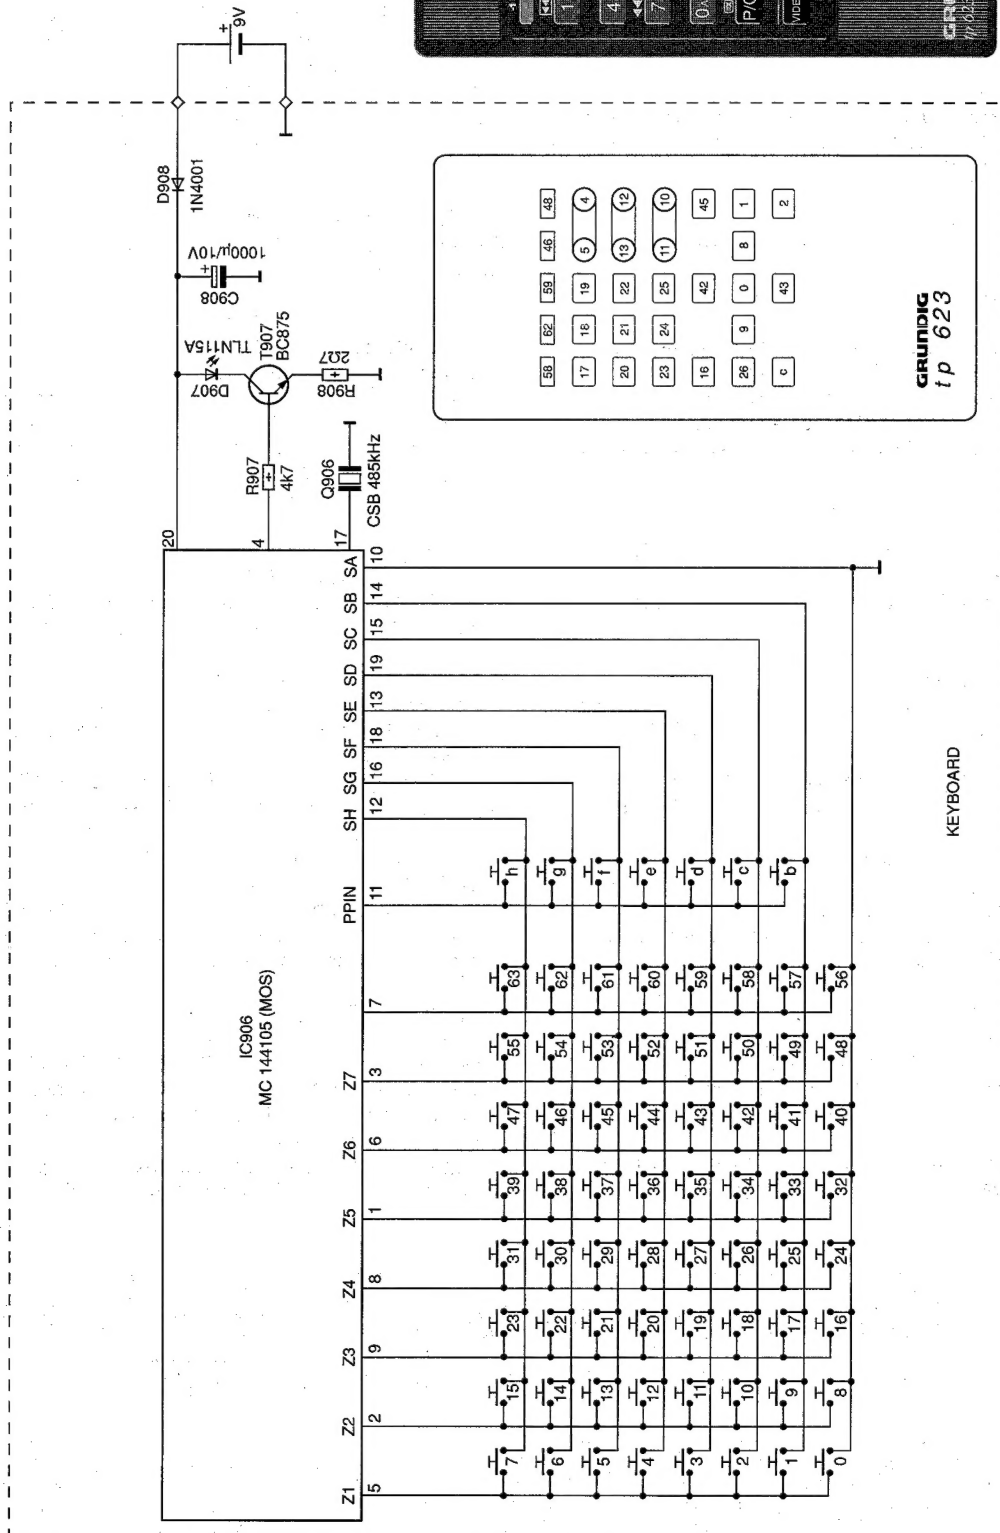 9V
+
D908
1N4001
1000µ/10V
+
C908
TLN115A
D907
T907
BC875
R908
2Ω7
R907
4k7
Q906
CSB 485kHz
20
4
17
IC906
MC 144105 (MOS)
Z1 Z2 Z3 Z4 Z5 Z6 Z7 PPIN SH SG SF SE SD SC SB SA
5 2 9 8 1 6 3 7 11 12 16 18 13 19 15 14 10
7 15 23 31 39 47 55 63 h
6 14 22 30 38 46 54 62 g
5 13 21 29 37 45 53 61 f
4 12 20 28 36 44 52 60 e
3 11 19 27 35 43 51 59 d
2 10 18 26 34 42 50 58 c
1 9 17 25 33 41 49 57 b
0 8 16 24 32 40 48 56
KEYBOARD
58 62 59 46 48
17 18 19 5 4
20 21 22 13 12
23 24 25 11 10
16 42 45
26 9 0 8 1
c 43 2
GRUNDIG
tp 623
-1
1
4
7
0
P/C
VIDE
GR